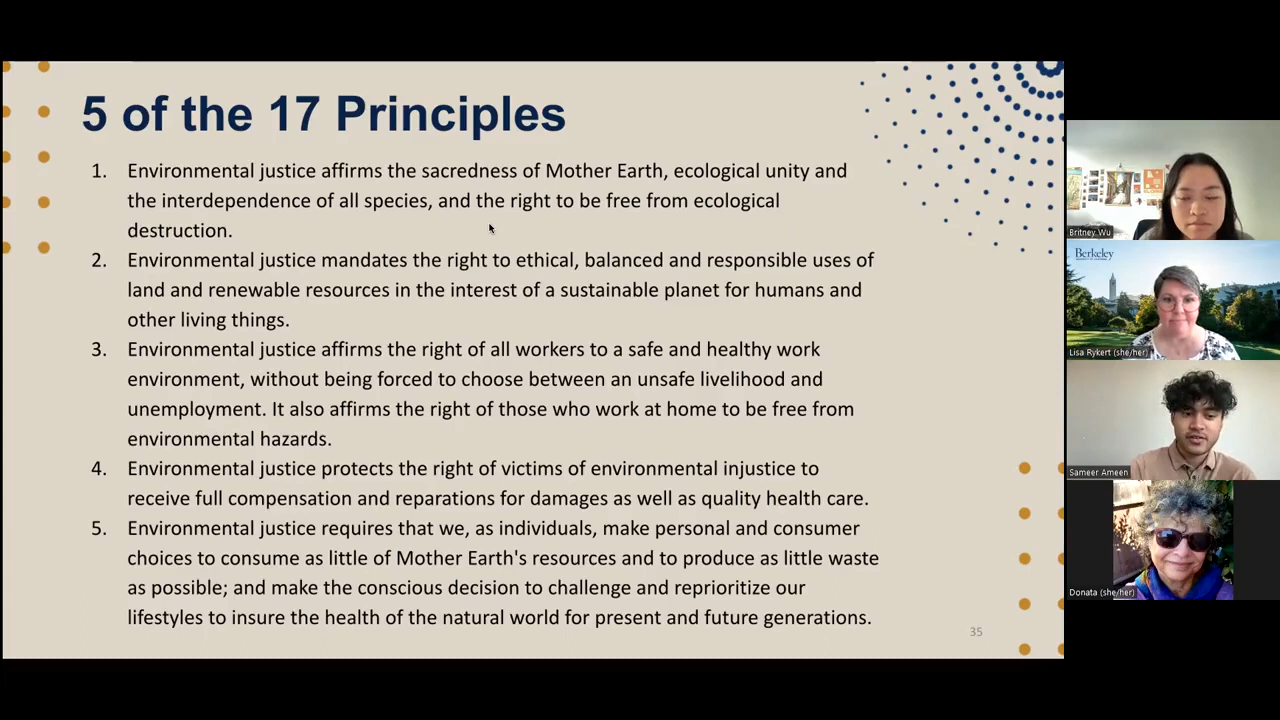 5 of the 17 Principles
1. Environmental justice affirms the sacredness of Mother Earth, ecological unity and
the interdependence of all species, and the right to be free from ecological
destruction.
2. Environmental justice mandates the right to ethical, balanced and responsible uses of
land and renewable resources in the interest of a sustainable planet for humans and
other living things.
3. Environmental justice affirms the right of all workers to a safe and healthy work
environment, without being forced to choose between an unsafe livelihood and
unemployment. It also affirms the right of those who work at home to be free from
environmental hazards.
4. Environmental justice protects the right of victims of environmental injustice to
receive full compensation and reparations for damages as well as quality health care.
5. Environmental justice requires that we, as individuals, make personal and consumer
choices to consume as little of Mother Earth's resources and to produce as little waste
as possible; and make the conscious decision to challenge and reprioritize our
lifestyles to insure the health of the natural world for present and future generations.
35
Britney Wu
Berkeley
Lisa Rykert (she/her)
Sameer Ameen
Donata (she/her)